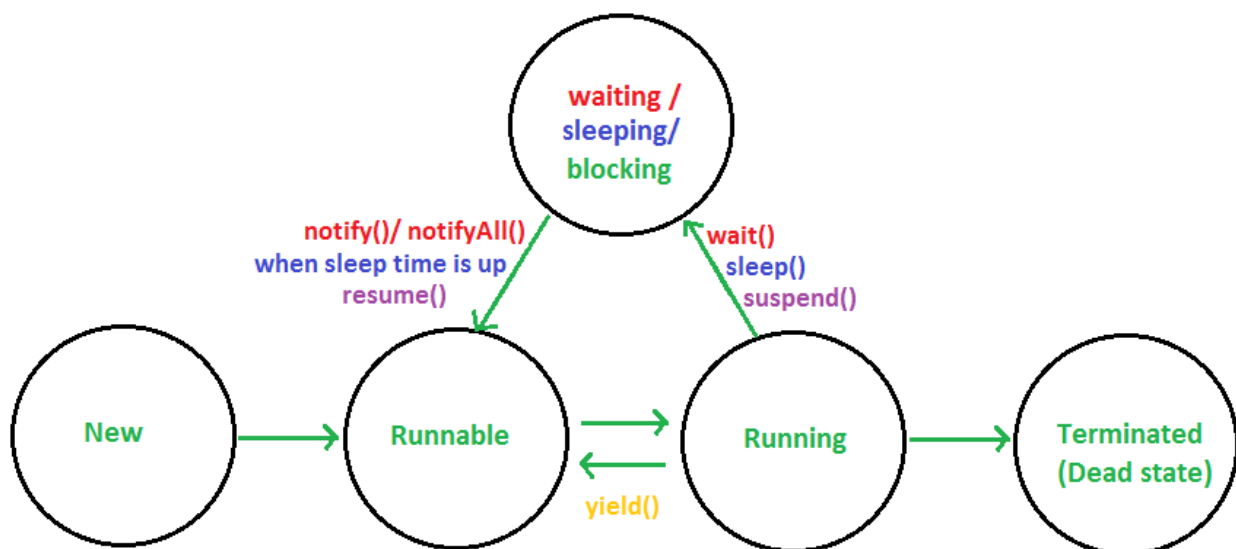 waiting /
sleeping/
blocking
notify()/ notifyAll()
when sleep time is up
resume()
wait()
sleep()
suspend()
New
Runnable
Running
Terminated
(Dead state)
yield()